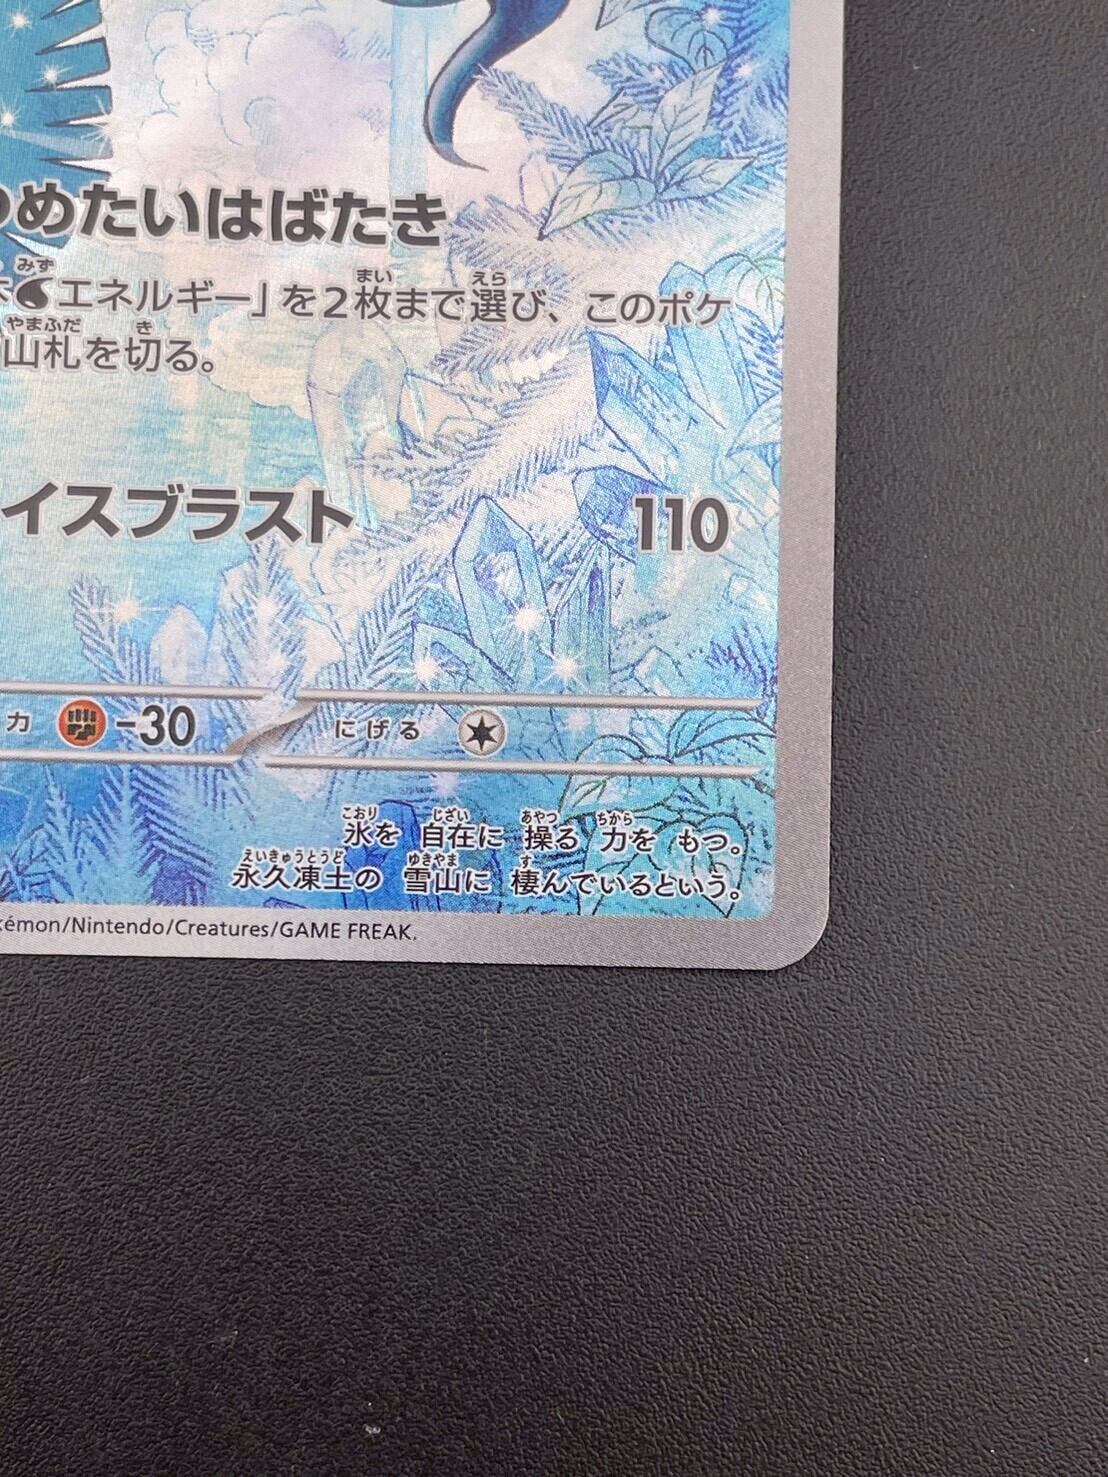 めたいはばたき
みず まい えら
エネルギー」を2枚まで選び、このポケ
やまふだ き
山札を切る。
イスブラスト 110
力 -30 にげる
こおり じざい あやつ ちから
氷を 自在に 操る 力を もつ。
えいきゅうとうど ゆきやま す
永久凍土の 雪山に 棲んでいるという。
émon/Nintendo/Creatures/GAME FREAK.